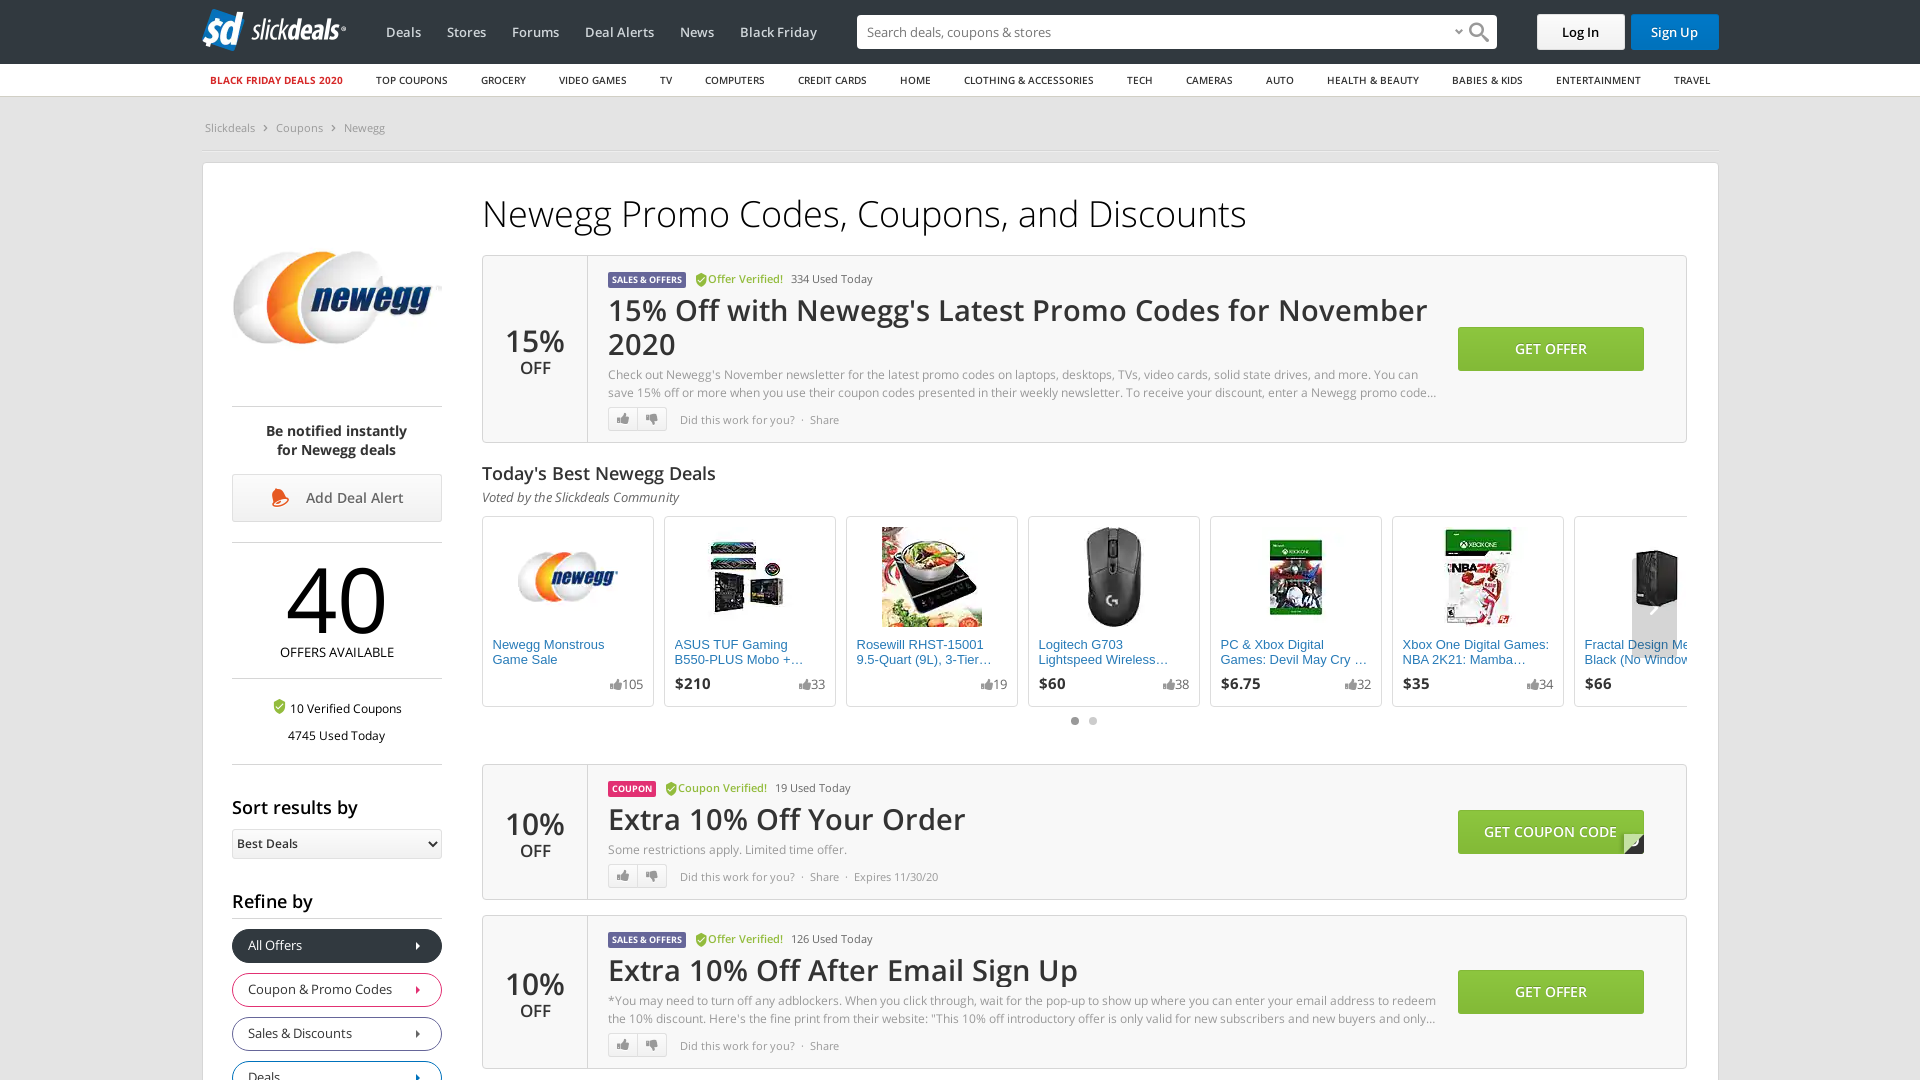 sd slickdeals
Deals Stores Forums Deal Alerts News Black Friday
Search deals, coupons & stores
Log In Sign Up
BLACK FRIDAY DEALS 2020 TOP COUPONS GROCERY VIDEO GAMES TV COMPUTERS CREDIT CARDS HOME CLOTHING & ACCESSORIES TECH CAMERAS AUTO HEALTH & BEAUTY BABIES & KIDS ENTERTAINMENT TRAVEL
Slickdeals > Coupons > Newegg
newegg
Be notified instantly
for Newegg deals
Add Deal Alert
40
OFFERS AVAILABLE
10 Verified Coupons
4745 Used Today
Sort results by
Best Deals
Refine by
All Offers
Coupon & Promo Codes
Sales & Discounts
Deals
Newegg Promo Codes, Coupons, and Discounts
15%
OFF
SALES & OFFERS Offer Verified! 334 Used Today
15% Off with Newegg's Latest Promo Codes for November
2020
Check out Newegg's November newsletter for the latest promo codes on laptops, desktops, TVs, video cards, solid state drives, and more. You can
save 15% off or more when you use their coupon codes presented in their weekly newsletter. To receive your discount, enter a Newegg promo code...
Did this work for you? · Share
GET OFFER
Today's Best Newegg Deals
Voted by the Slickdeals Community
newegg
Newegg Monstrous
Game Sale
105
ASUS TUF Gaming
B550-PLUS Mobo +...
$210 33
Rosewill RHST-15001
9.5-Quart (9L), 3-Tier...
19
Logitech G703
Lightspeed Wireless...
$60 38
XBOX ONE
PC & Xbox Digital
Games: Devil May Cry ...
$6.75 32
XBOX ONE
NBA 2K21
Xbox One Digital Games:
NBA 2K21: Mamba...
$35 34
Fractal Design Me
Black (No Window
$66
10%
OFF
COUPON Coupon Verified! 19 Used Today
Extra 10% Off Your Order
Some restrictions apply. Limited time offer.
Did this work for you? · Share · Expires 11/30/20
GET COUPON CODE
10%
OFF
SALES & OFFERS Offer Verified! 126 Used Today
Extra 10% Off After Email Sign Up
*You may need to turn off any adblockers. When you click through, wait for the pop-up to show up where you can enter your email address to redeem
the 10% discount. Here's the fine print from their website: "This 10% off introductory offer is only valid for new subscribers and new buyers and only...
Did this work for you? · Share
GET OFFER